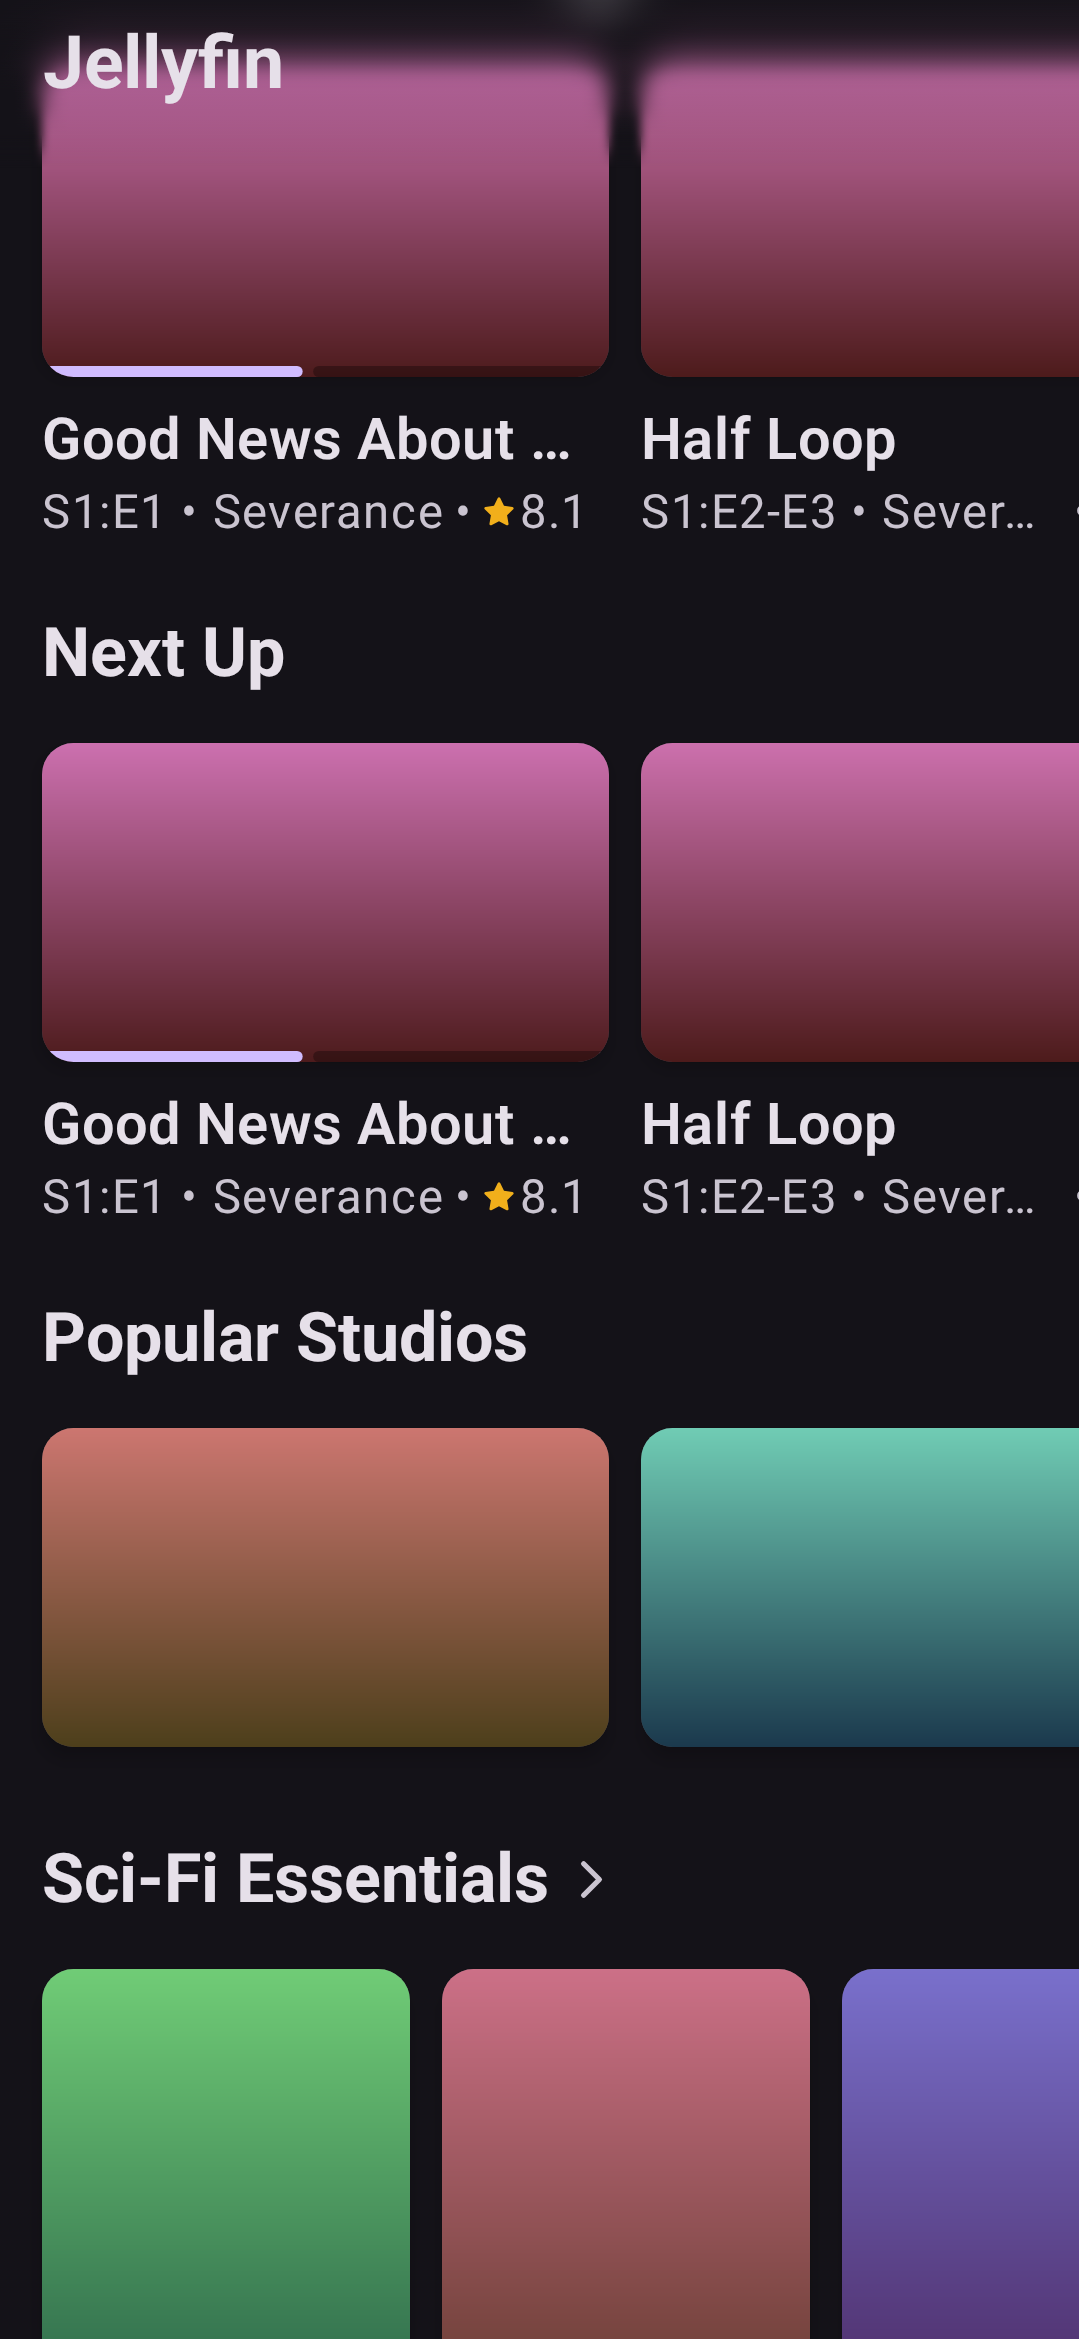 Jellyfin
Good News About ...
S1:E1 • Severance • ★8.1
Half Loop
S1:E2-E3 • Sever...
Next Up
Good News About ...
S1:E1 • Severance • ★8.1
Half Loop
S1:E2-E3 • Sever...
Popular Studios
Sci-Fi Essentials